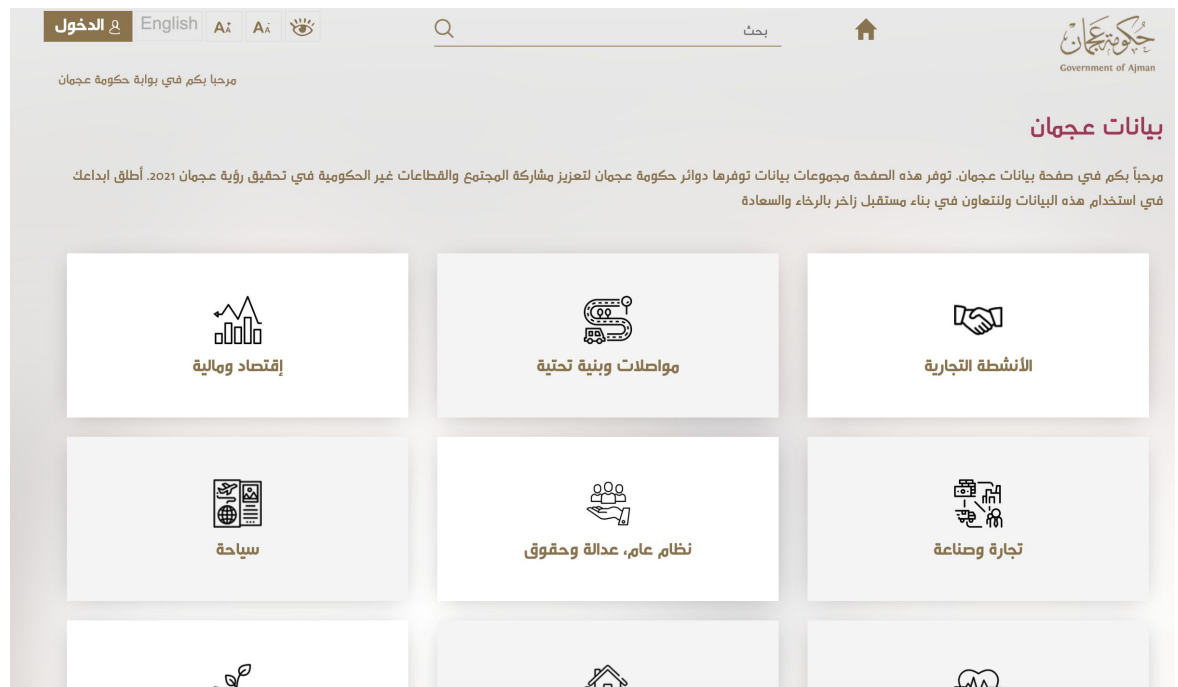 حكومة عجمان
Government of Ajman
بحث
English
الدخول
مرحبا بكم في بوابة حكومة عجمان
بيانات عجمان
مرحباً بكم في صفحة بيانات عجمان. توفر هذه الصفحة مجموعات بيانات توفرها دوائر حكومة عجمان لتعزيز مشاركة المجتمع والقطاعات غير الحكومية في تحقيق رؤية عجمان 2021. أطلق ابداعك
في استخدام هذه البيانات ولنتعاون في بناء مستقبل زاخر بالرخاء والسعادة
الأنشطة التجارية
مواصلات وبنية تحتية
إقتصاد ومالية
تجارة وصناعة
نظام عام، عدالة وحقوق
سياحة